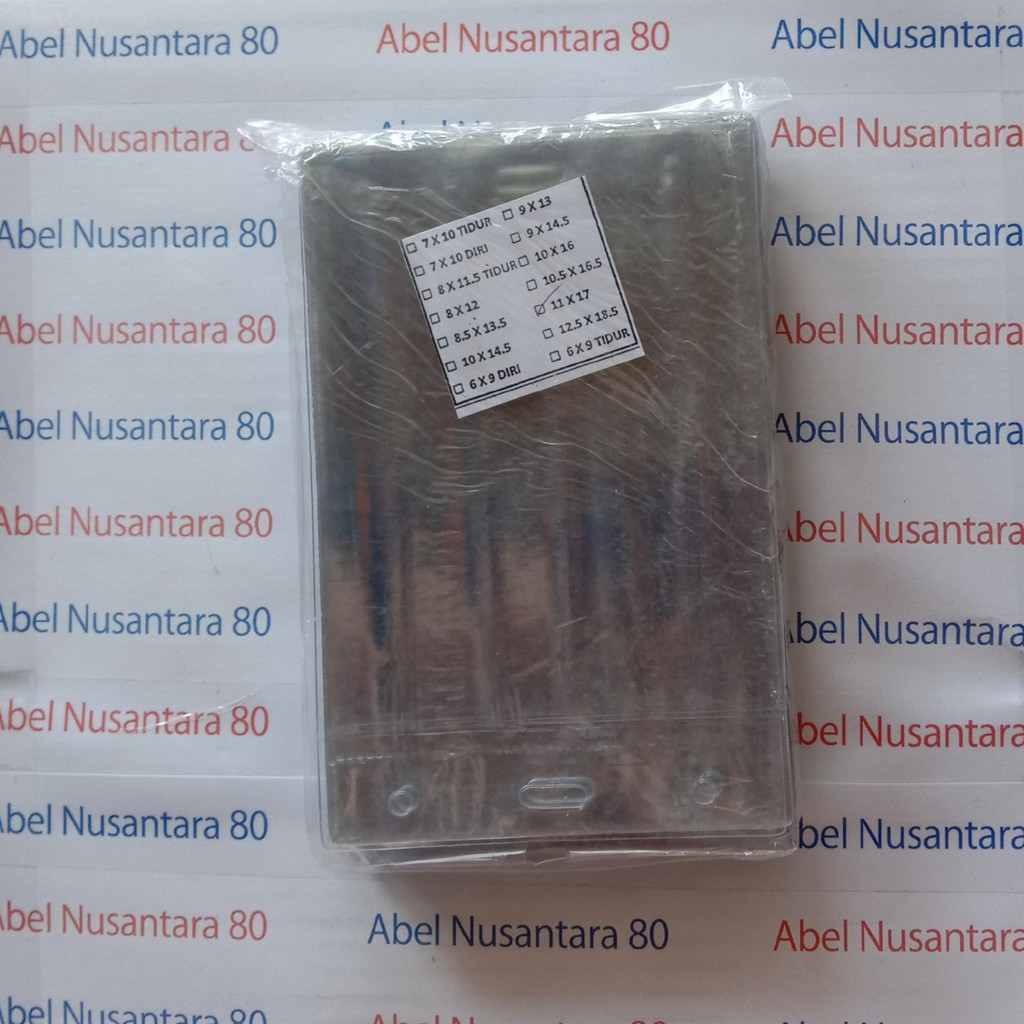 Abel Nusantara 80 Abel Nusantara 80 Abel Nusantara
Abel Nusantara Abel Nusantara
Abel Nusantara 80 Abel Nusantara
Abel Nusantara 80 Abel Nusantara
Abel Nusantara 80 Abel Nusantara
Abel Nusantara 80 Abel Nusantara
Abel Nusantara 80 Abel Nusantara
Abel Nusantara 80 Abel Nusantara
Abel Nusantara 80 Abel Nusantara
Abel Nusantara 80 Abel Nusantara 80 Abel Nusantara
Abel Nusantara 80
☐ 7 X 10 TIDUR ☐ 9 X 13
☐ 7 X 10 DIRI ☐ 9 X 14.5
☐ 8 X 11.5 TIDUR ☐ 10 X 16
☐ 8 X 12 ☐ 10.5 X 16.5
☐ 8.5 X 13.5 ☑ 11 X 17
☐ 10 X 14.5 ☐ 12.5 X 18.5
☐ 6 X 9 DIRI ☐ 6 X 9 TIDUR